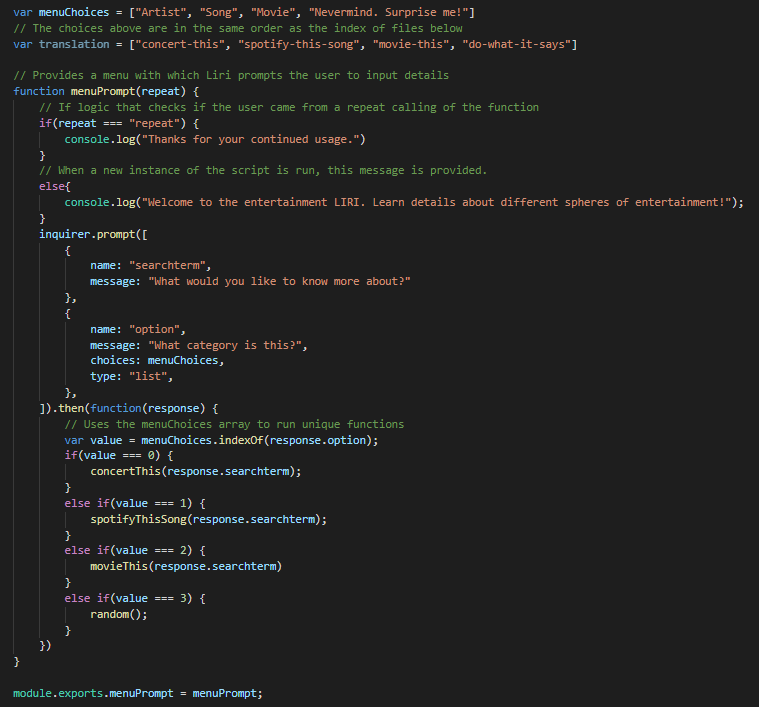 var menuChoices = ["Artist", "Song", "Movie", "Nevermind. Surprise me!"]
// The choices above are in the same order as the index of files below
var translation = ["concert-this", "spotify-this-song", "movie-this", "do-what-it-says"]

// Provides a menu with which Liri prompts the user to input details
function menuPrompt(repeat) {
    // If logic that checks if the user came from a repeat calling of the function
    if(repeat === "repeat") {
        console.log("Thanks for your continued usage.")
    }
    // When a new instance of the script is run, this message is provided.
    else{
        console.log("Welcome to the entertainment LIRI. Learn details about different spheres of entertainment!");
    }
    inquirer.prompt([
        {
            name: "searchterm",
            message: "What would you like to know more about?"
        },
        {
            name: "option",
            message: "What category is this?",
            choices: menuChoices,
            type: "list",
        },
    ]).then(function(response) {
        // Uses the menuChoices array to run unique functions
        var value = menuChoices.indexOf(response.option);
        if(value === 0) {
            concertThis(response.searchterm);
        }
        else if(value === 1) {
            spotifyThisSong(response.searchterm);
        }
        else if(value === 2) {
            movieThis(response.searchterm)
        }
        else if(value === 3) {
            random();
        }
    })
}

module.exports.menuPrompt = menuPrompt;